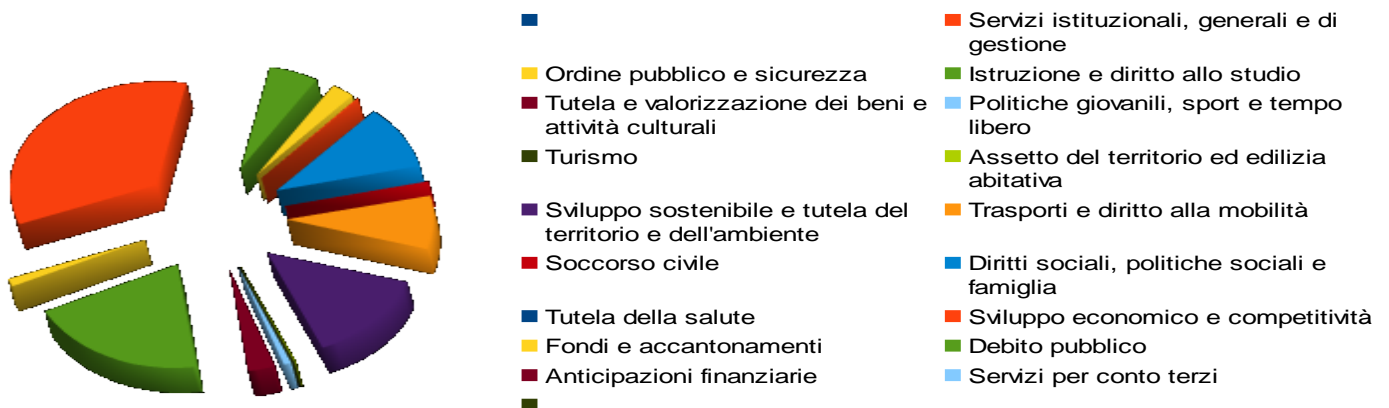 Servizi istituzionali, generali e di
gestione
Ordine pubblico e sicurezza
Istruzione e diritto allo studio
Tutela e valorizzazione dei beni e
attività culturali
Politiche giovanili, sport e tempo
libero
Turismo
Assetto del territorio ed edilizia
abitativa
Sviluppo sostenibile e tutela del
territorio e dell'ambiente
Trasporti e diritto alla mobilità
Soccorso civile
Diritti sociali, politiche sociali e
famiglia
Tutela della salute
Sviluppo economico e competitività
Fondi e accantonamenti
Debito pubblico
Anticipazioni finanziarie
Servizi per conto terzi